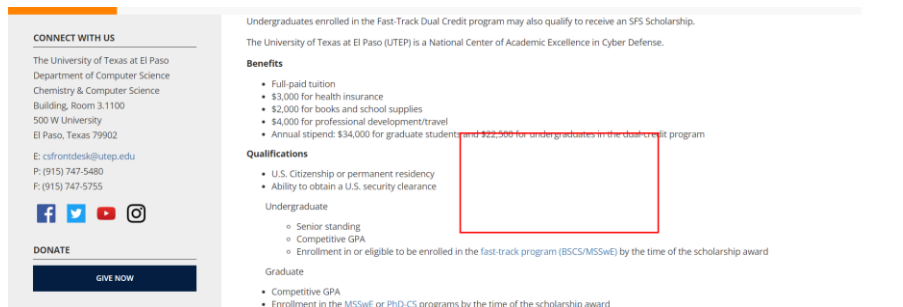 CONNECT WITH US
The University of Texas at El Paso
Department of Computer Science
Chemistry & Computer Science
Building, Room 3.1100
500 W University
El Paso, Texas 79902
E: csfrontdesk@utep.edu
P: (915) 747-5480
F: (915) 747-5755
DONATE
GIVE NOW
Undergraduates enrolled in the Fast-Track Dual Credit program may also qualify to receive an SFS Scholarship.
The University of Texas at El Paso (UTEP) is a National Center of Academic Excellence in Cyber Defense.
Benefits
• Full-paid tuition
• $3,000 for health insurance
• $2,000 for books and school supplies
• $4,000 for professional development/travel
• Annual stipend: $34,000 for graduate students and $22,500 for undergraduates in the dual-credit program
Qualifications
• U.S. Citizenship or permanent residency
• Ability to obtain a U.S. security clearance
Undergraduate
◦ Senior standing
◦ Competitive GPA
◦ Enrollment in or eligible to be enrolled in the fast-track program (BSCS/MSSwE) by the time of the scholarship award
Graduate
• Competitive GPA
• Enrollment in the MSSwE or PhD-CS programs by the time of the scholarship award